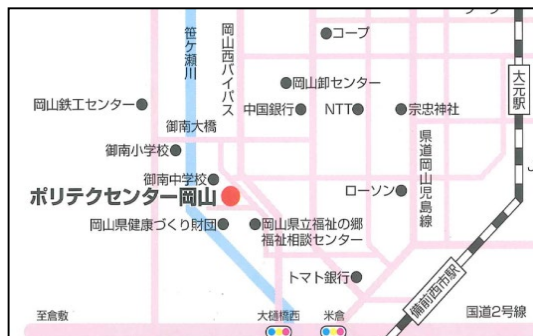 コープ
笹ケ瀬川
岡山西バイパス
大元駅
岡山卸センター
岡山鉄工センター
中国銀行
NTT
宗忠神社
御南大橋
県道岡山児島線
御南小学校
御南中学校
ポリテクセンター岡山
ローソン
岡山県健康づくり財団
岡山県立福祉の郷
福祉相談センター
トマト銀行
備前西市駅
至倉敷
大樋橋西
米倉
国道2号線